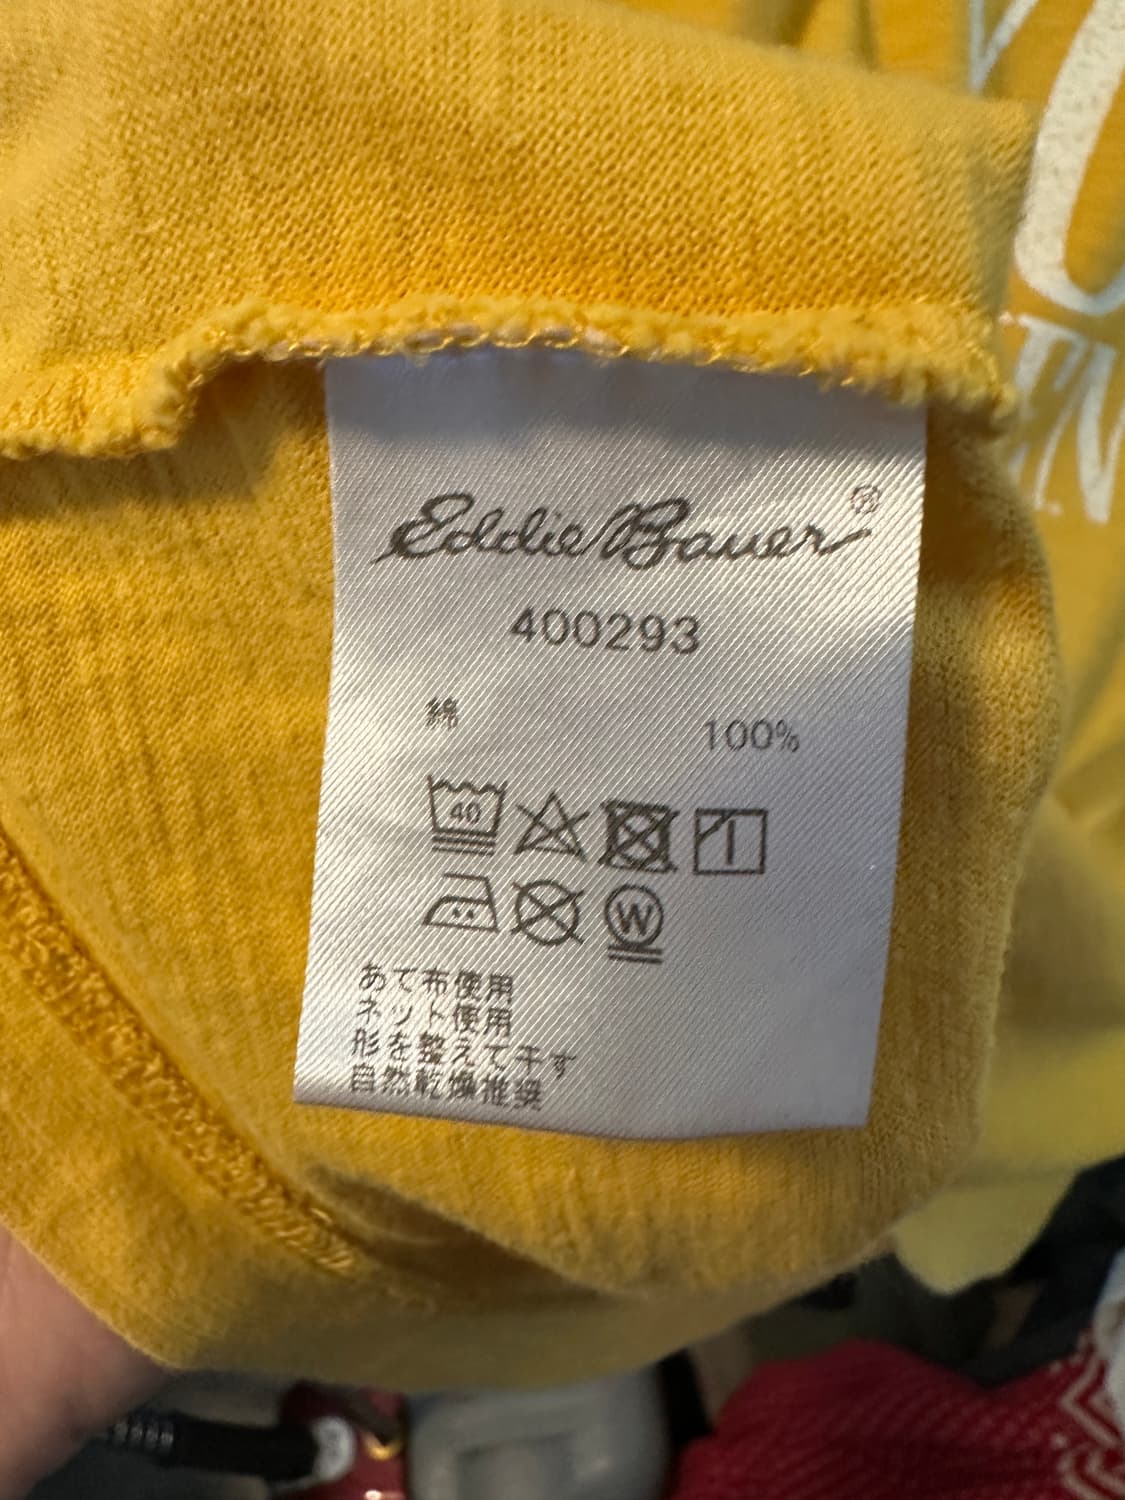 Eddie Bauer®
400293
綿 100%
40
W
あて布使用
ネット使用
形を整えて干す
自然乾燥推奨